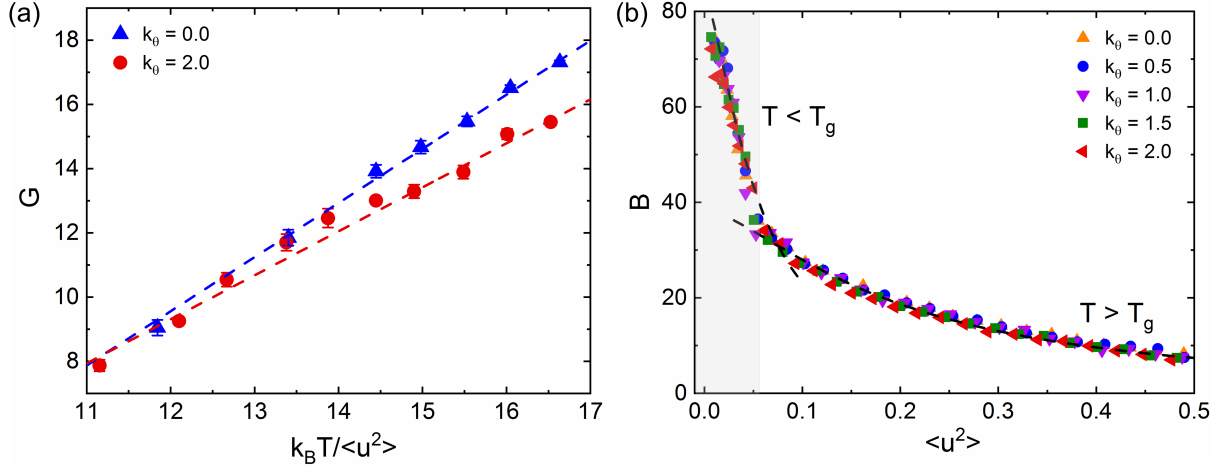 (a)
18
16
14
12
10
8
G
11 12 13 14 15 16 17
k_BT/<u²>
k_θ = 0.0
k_θ = 2.0
(b)
80
60
40
20
0
B
0.0 0.1 0.2 0.3 0.4 0.5
<u²>
T < T_g
T > T_g
k_θ = 0.0
k_θ = 0.5
k_θ = 1.0
k_θ = 1.5
k_θ = 2.0